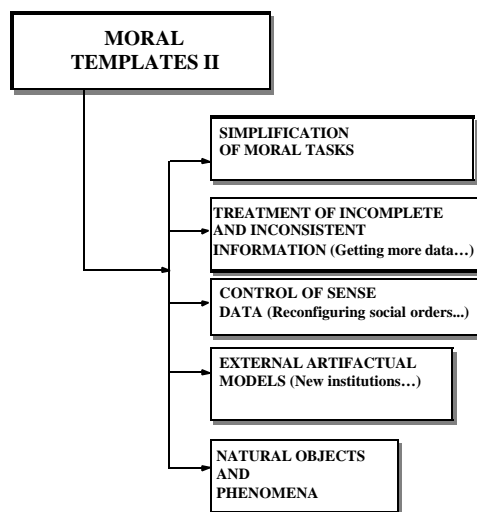 MORAL
TEMPLATES II
SIMPLIFICATION
OF MORAL TASKS
TREATMENT OF INCOMPLETE
AND INCONSISTENT
INFORMATION (Getting more data…)
CONTROL OF SENSE
DATA (Reconfiguring social orders...)
EXTERNAL ARTIFACTUAL
MODELS (New institutions…)
NATURAL OBJECTS
AND
PHENOMENA